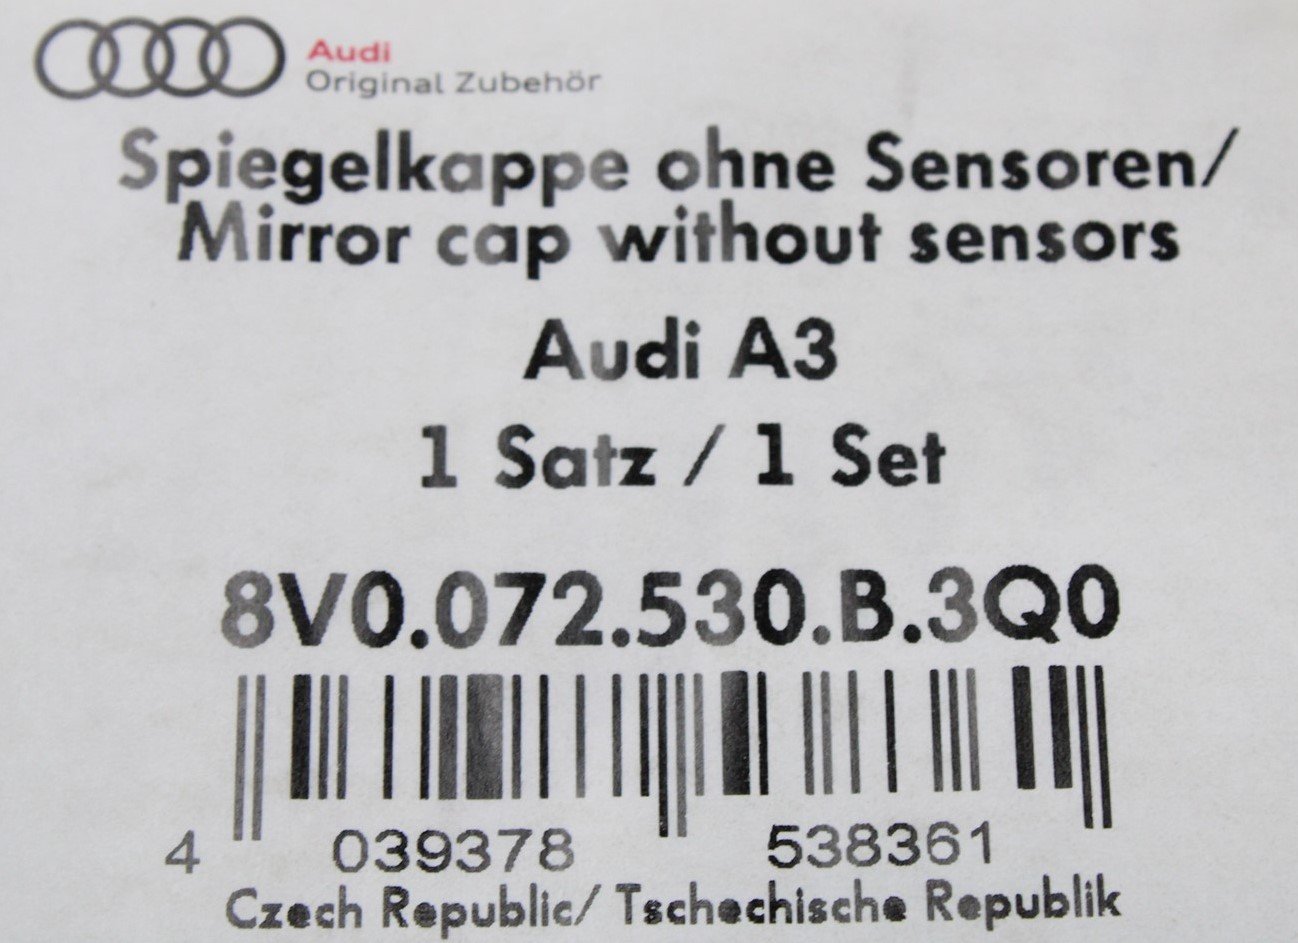 Audi
Original Zubehör
Spiegelkappe ohne Sensoren/
Mirror cap without sensors
Audi A3
1 Satz / 1 Set
8V0.072.530.B.3Q0
4 039378 538361
Czech Republic/ Tschechische Republik